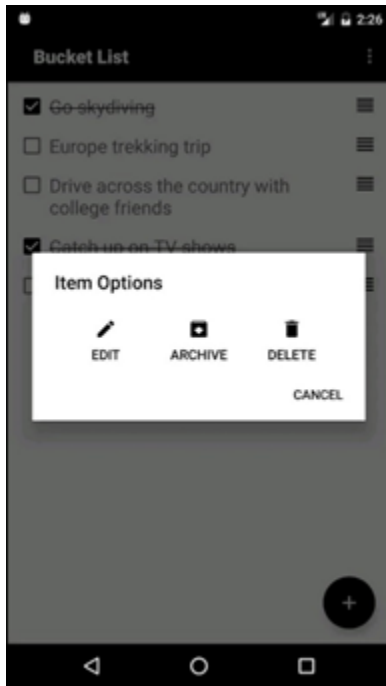 2:26
Bucket List
Go skydiving
Europe trekking trip
Drive across the country with
college friends
Catch up on TV shows
Item Options
EDIT ARCHIVE DELETE
CANCEL